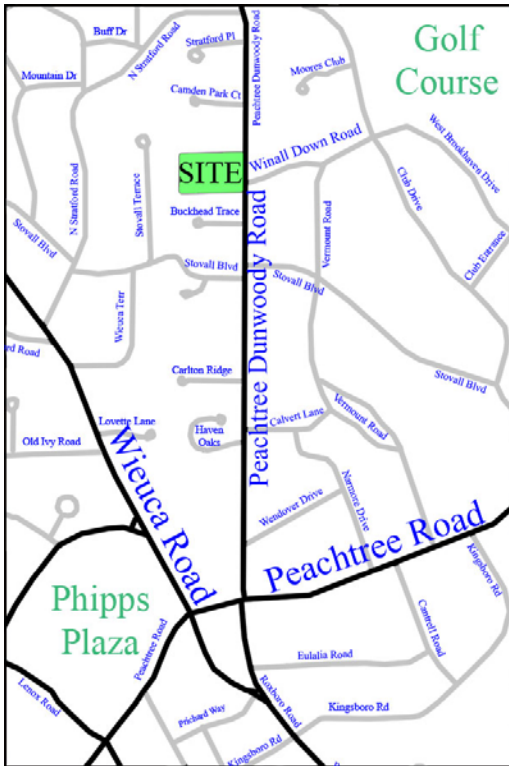 Buff Dr
N Stratford Road
Stratford Pl
Peachtree Dunwoody Road
Golf
Course
Mountain Dr
Moores Club
Camden Park Ct
Winall Down Road
West Brookhaven Drive
SITE
N Stratford Road
Stovall Terrace
Buckhead Trace
Vermount Road
Club Drive
Club Entrance
Stovall Blvd
Stovall Blvd
Stovall Blvd
Peachtree Dunwoody Road
Wieuca Terr
rd Road
Carlton Ridge
Stovall Blvd
Lovette Lane
Haven
Oaks
Calvert Lane
Vermount Road
Old Ivy Road
Wieuca Road
Wendover Drive
Narmore Drive
Peachtree Road
Kingsboro Rd
Phipps
Plaza
Peachtree Road
Cantrell Road
Eulalia Road
Lenox Road
Roxboro Road
Prichard Way
Kingsboro Rd
Kingsboro Rd